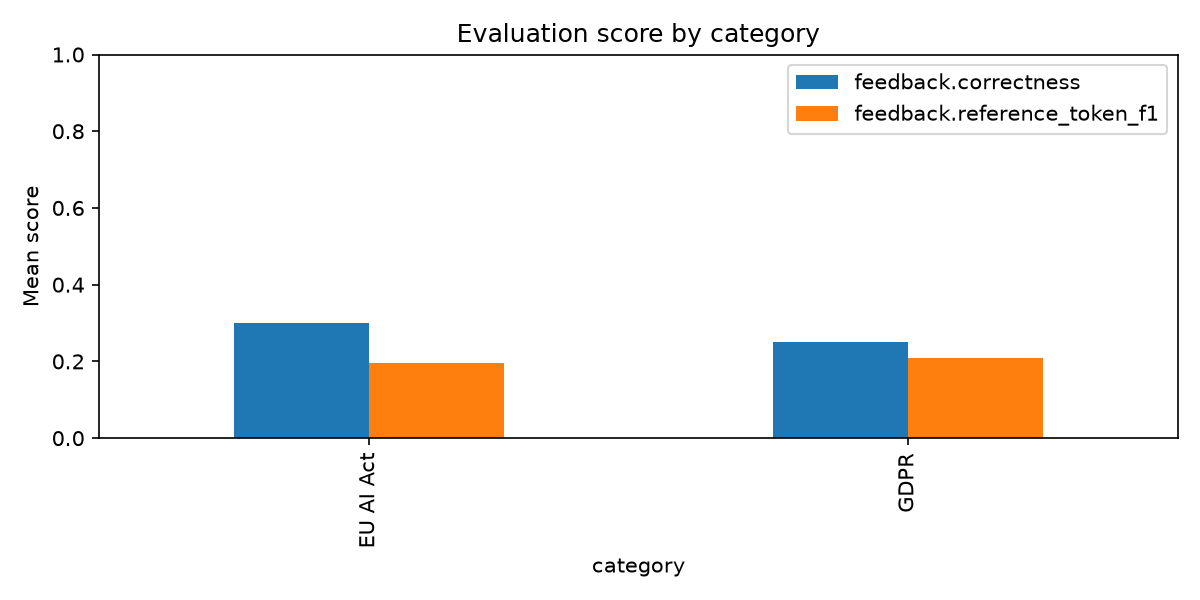 Evaluation score by category
1.0
0.8
0.6
0.4
0.2
0.0
Mean score
feedback.correctness
feedback.reference_token_f1
EU AI Act
GDPR
category